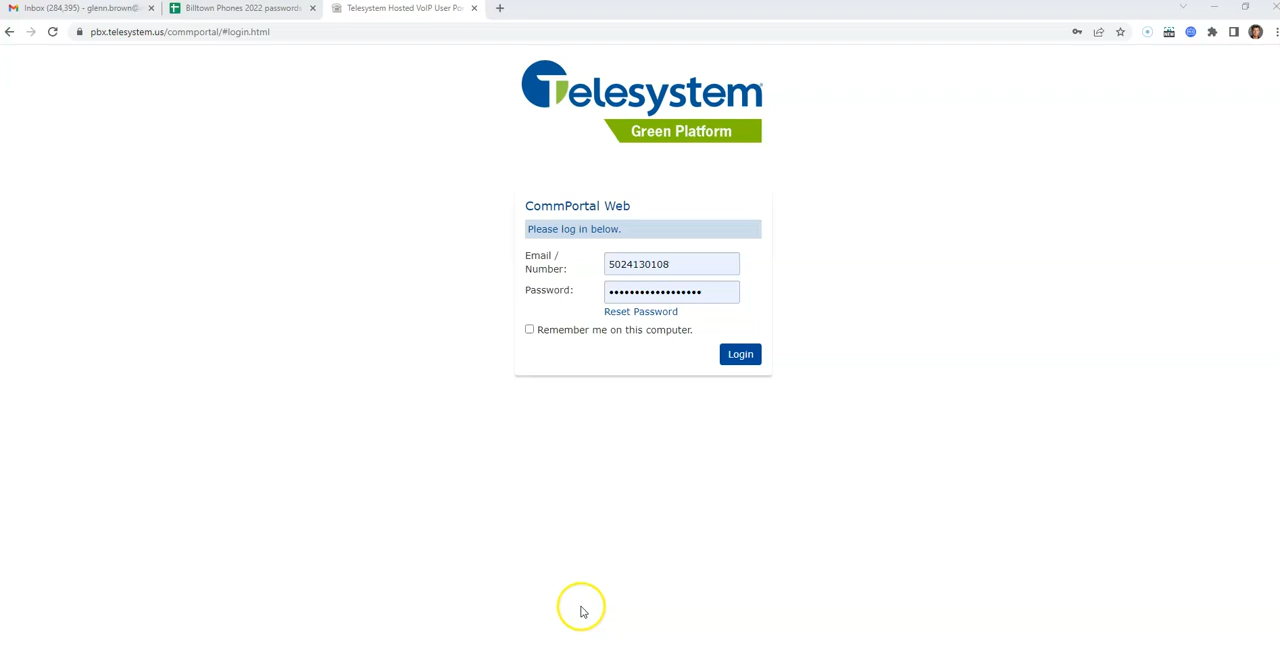 Inbox (284,395) - glenn.brown@
Billtown Phones 2022 passwords
Telesystem Hosted VoIP User Por
pbx.telesystem.us/commportal/#login.html
Telesystem
Green Platform
CommPortal Web
Please log in below.
Email / Number:
5024130108
Password:
••••••••••••••••••
Reset Password
Remember me on this computer.
Login